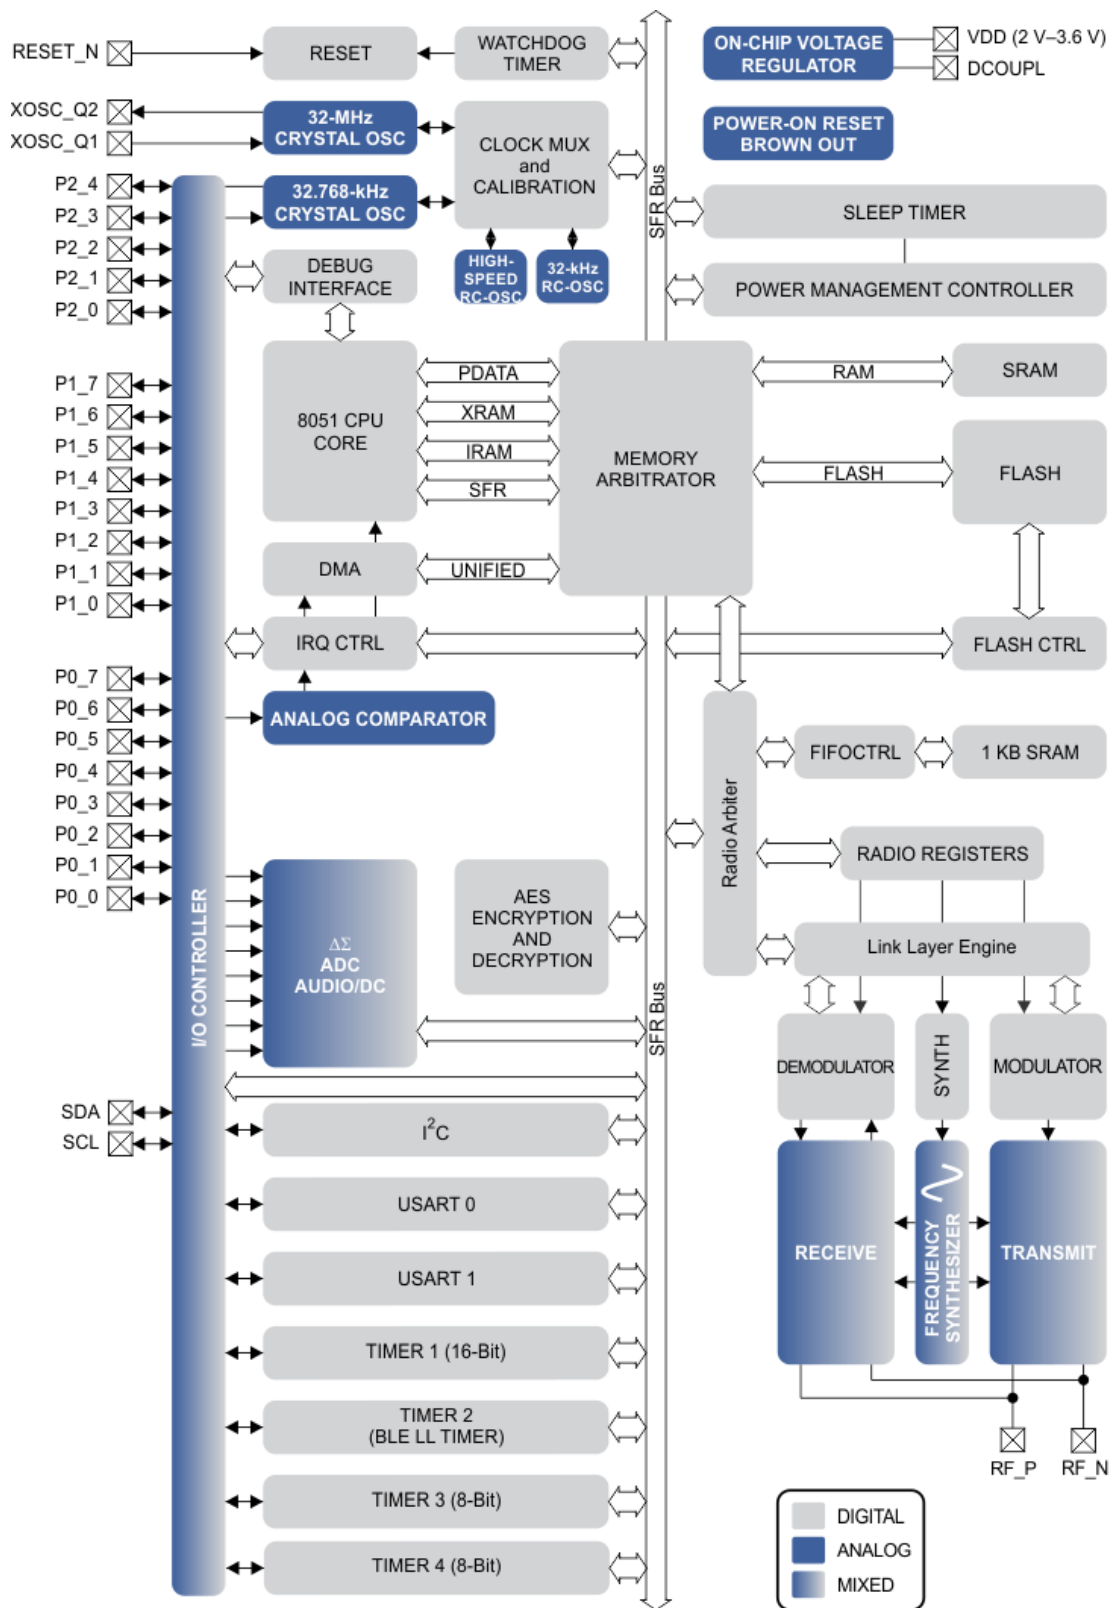 RESET_N
RESET
WATCHDOG
TIMER
ON-CHIP VOLTAGE
REGULATOR
VDD (2 V–3.6 V)
DCOUPL
XOSC_Q2
XOSC_Q1
32-MHz
CRYSTAL OSC
CLOCK MUX
and
CALIBRATION
POWER-ON RESET
BROWN OUT
SFR Bus
P2_4
P2_3
P2_2
P2_1
P2_0
32.768-kHz
CRYSTAL OSC
DEBUG
INTERFACE
HIGH-
SPEED
RC-OSC
32-kHz
RC-OSC
SLEEP TIMER
POWER MANAGEMENT CONTROLLER
P1_7
P1_6
P1_5
P1_4
P1_3
P1_2
P1_1
P1_0
8051 CPU
CORE
PDATA
XRAM
IRAM
SFR
MEMORY
ARBITRATOR
RAM
SRAM
FLASH
FLASH
DMA
UNIFIED
IRQ CTRL
FLASH CTRL
P0_7
P0_6
P0_5
P0_4
P0_3
P0_2
P0_1
P0_0
ANALOG COMPARATOR
Radio Arbiter
FIFOCTRL
1 KB SRAM
RADIO REGISTERS
Link Layer Engine
I/O CONTROLLER
ΔΣ
ADC
AUDIO/DC
AES
ENCRYPTION
AND
DECRYPTION
SFR Bus
DEMODULATOR
SYNTH
MODULATOR
SDA
SCL
I²C
USART 0
USART 1
TIMER 1 (16-Bit)
TIMER 2
(BLE LL TIMER)
TIMER 3 (8-Bit)
TIMER 4 (8-Bit)
RECEIVE
FREQUENCY
SYNTHESIZER
TRANSMIT
RF_P
RF_N
DIGITAL
ANALOG
MIXED